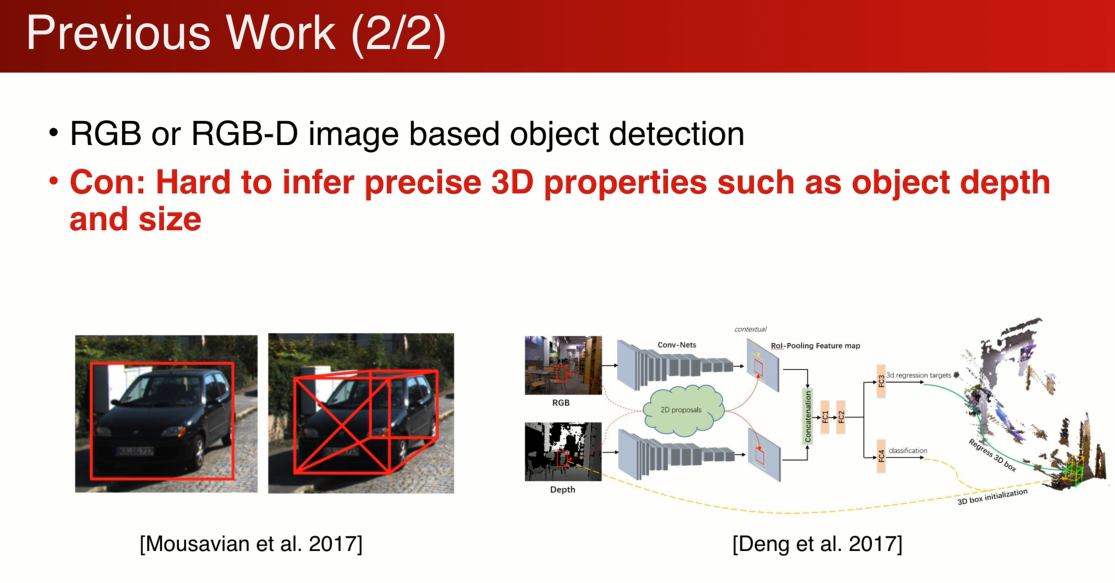 Previous Work (2/2)
• RGB or RGB-D image based object detection
• Con: Hard to infer precise 3D properties such as object depth
and size
contextual
Conv-Nets
RoI-Pooling Feature map
RGB
2D proposals
Depth
Concatenation
FC1
FC2
FC3
3d regression targets
FC4
classification
Regress 3D box
3D box initialization
[Mousavian et al. 2017]
[Deng et al. 2017]